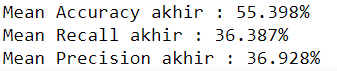 Mean Accuracy akhir : 55.398%
Mean Recall akhir : 36.387%
Mean Precision akhir : 36.928%